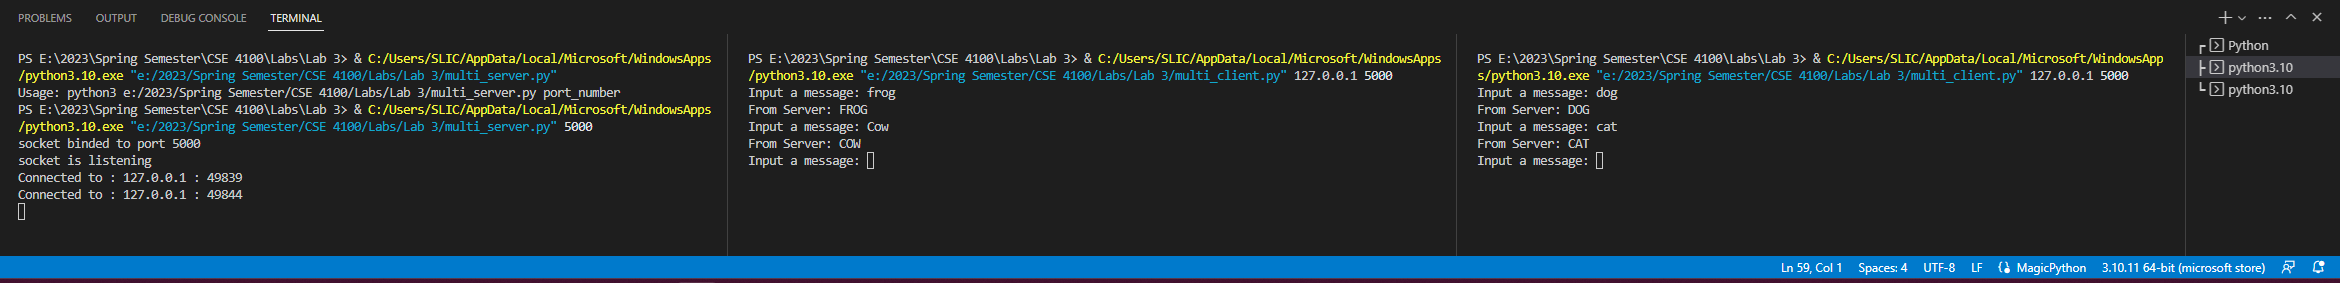 PROBLEMS OUTPUT DEBUG CONSOLE TERMINAL
PS E:\2023\Spring Semester\CSE 4100\Labs\Lab 3> & C:/Users/SLIC/AppData/Local/Microsoft/WindowsApps
/python3.10.exe "e:/2023/Spring Semester/CSE 4100/Labs/Lab 3/multi_server.py"
Usage: python3 e:/2023/Spring Semester/CSE 4100/Labs/Lab 3/multi_server.py port_number
PS E:\2023\Spring Semester\CSE 4100\Labs\Lab 3> & C:/Users/SLIC/AppData/Local/Microsoft/WindowsApps
/python3.10.exe "e:/2023/Spring Semester/CSE 4100/Labs/Lab 3/multi_server.py" 5000
socket binded to port 5000
socket is listening
Connected to : 127.0.0.1 : 49839
Connected to : 127.0.0.1 : 49844
PS E:\2023\Spring Semester\CSE 4100\Labs\Lab 3> & C:/Users/SLIC/AppData/Local/Microsoft/WindowsApps
/python3.10.exe "e:/2023/Spring Semester/CSE 4100/Labs/Lab 3/multi_client.py" 127.0.0.1 5000
Input a message: frog
From Server: FROG
Input a message: Cow
From Server: COW
Input a message:
PS E:\2023\Spring Semester\CSE 4100\Labs\Lab 3> & C:/Users/SLIC/AppData/Local/Microsoft/WindowsApp
s/python3.10.exe "e:/2023/Spring Semester/CSE 4100/Labs/Lab 3/multi_client.py" 127.0.0.1 5000
Input a message: dog
From Server: DOG
Input a message: cat
From Server: CAT
Input a message:
Python
python3.10
python3.10
Ln 59, Col 1 Spaces: 4 UTF-8 LF MagicPython 3.10.11 64-bit (microsoft store)